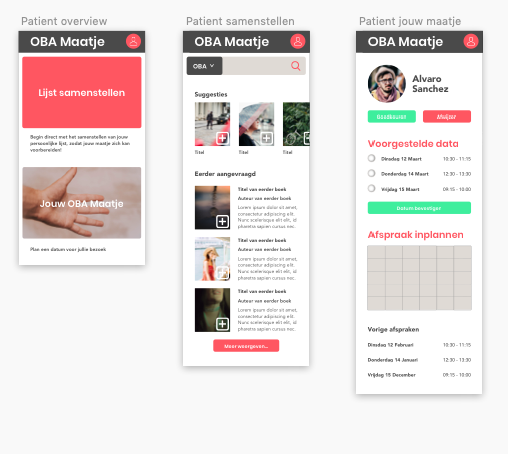 Patient overview
OBA Maatje
Lijst samenstellen
Begin direct met het samenstellen van jouw
persoonlijke lijst, zodat jouw maatje zich kan
voorbereiden!
Jouw OBA Maatje
Plan een datum voor jullie bezoek
Patient samenstellen
OBA Maatje
OBA
Suggesties
Titel
Titel
Titel
Eerder aangevraagd
Titel van eerder boek
Auteur van eerder boek
Lorem ipsum dolor sit amet,
consectetur adipiscing elit.
Nunc scelerisque elit elit, id
pharetra sapien cursus nec.
Titel van eerder boek
Auteur van eerder boek
Lorem ipsum dolor sit amet,
consectetur adipiscing elit.
Nunc scelerisque elit elit, id
pharetra sapien cursus nec.
Titel van eerder boek
Auteur van eerder boek
Lorem ipsum dolor sit amet,
consectetur adipiscing elit.
Nunc scelerisque elit elit, id
pharetra sapien cursus nec.
Meer weergeven...
Patient jouw maatje
OBA Maatje
Alvaro
Sanchez
Goedkeuren
Afwijzen
Voorgestelde data
Dinsdag 12 Maart 10:30 - 11:15
Donderdag 14 Maart 12:30 - 13:30
Vrijdag 15 Maart 09:15 - 10:00
Datum bevestigen
Afspraak inplannen
Vorige afspraken
Dinsdag 12 Februari 10:30 - 11:15
Donderdag 14 Januari 12:30 - 13:00
Vrijdag 15 December 09:15 - 10:00